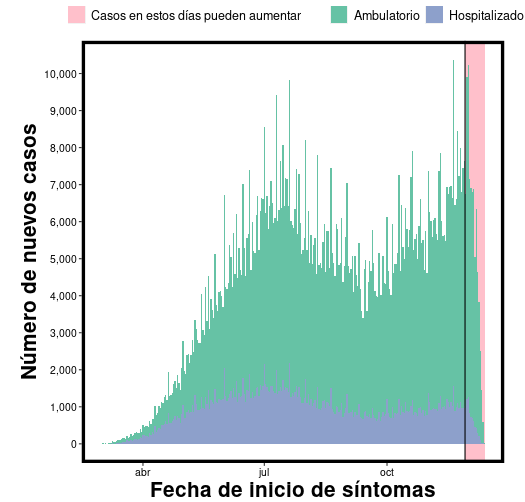 Casos en estos días pueden aumentar Ambulatorio Hospitalizado
Número de nuevos casos
10,000
9,000
8,000
7,000
6,000
5,000
4,000
3,000
2,000
1,000
0
abr jul oct
Fecha de inicio de síntomas